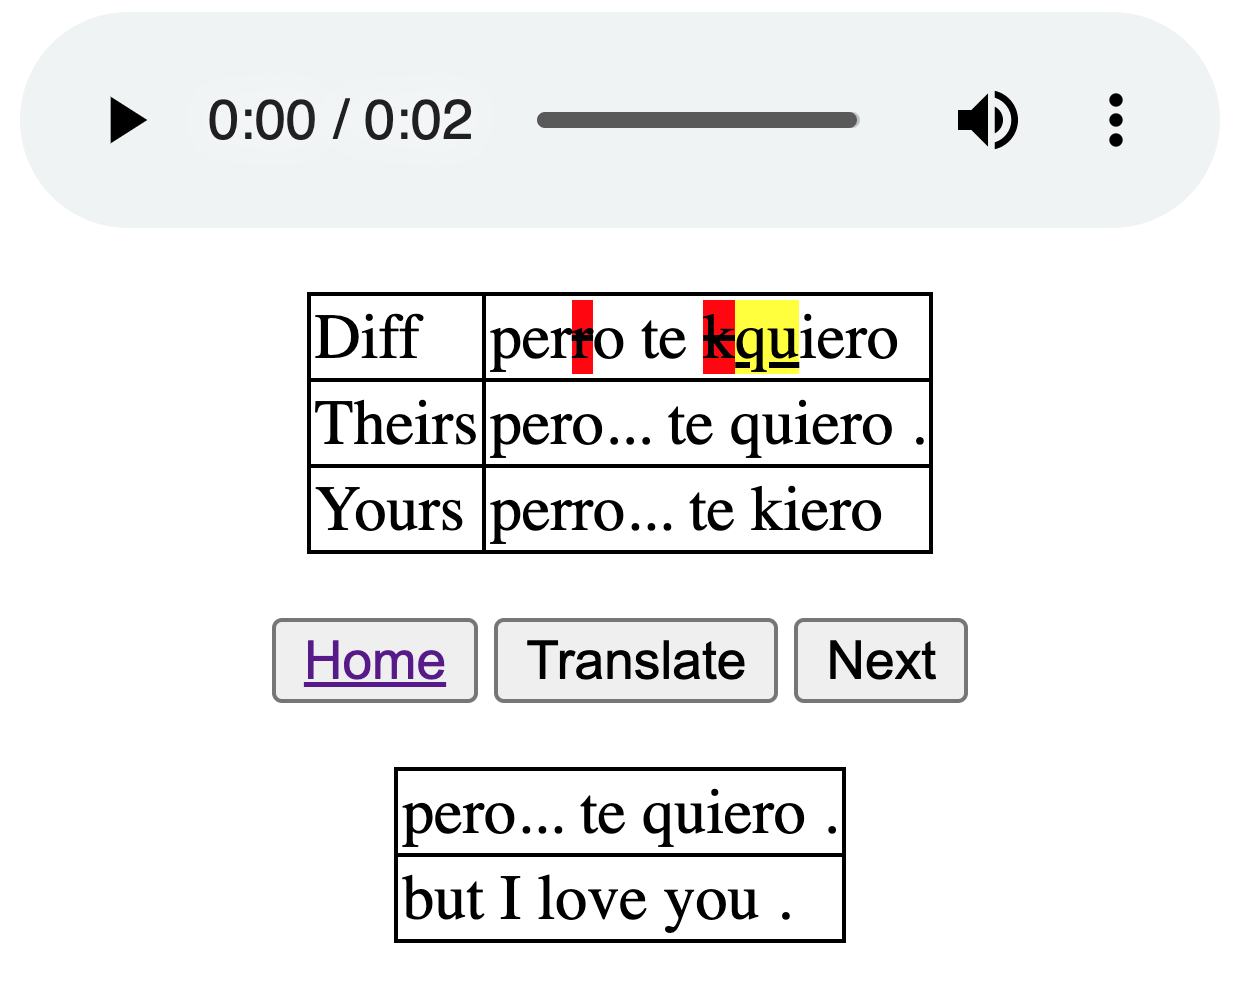 0:00 / 0:02
Diff perro te kquiero
Theirs pero... te quiero .
Yours perro... te kiero
Home Translate Next
pero... te quiero .
but I love you .